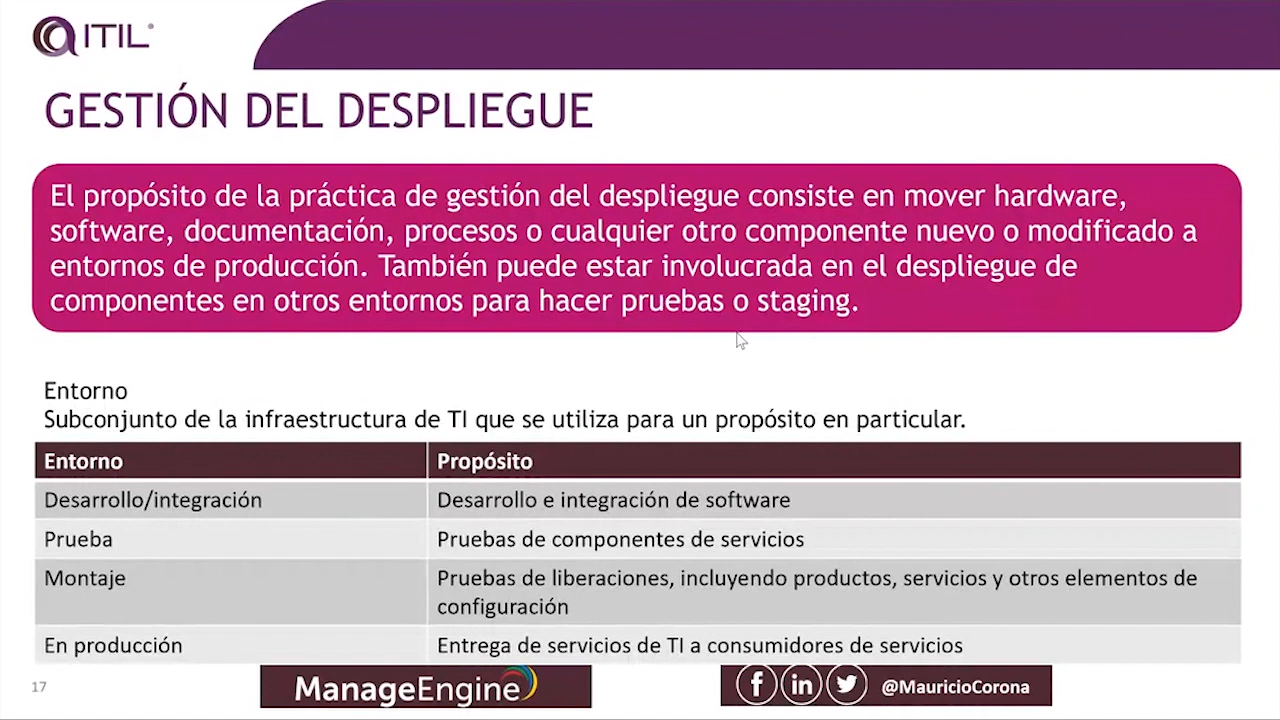 ITIL®
GESTIÓN DEL DESPLIEGUE
El propósito de la práctica de gestión del despliegue consiste en mover hardware,
software, documentación, procesos o cualquier otro componente nuevo o modificado a
entornos de producción. También puede estar involucrada en el despliegue de
componentes en otros entornos para hacer pruebas o staging.
Entorno
Subconjunto de la infraestructura de TI que se utiliza para un propósito en particular.
Entorno Propósito
Desarrollo/integración Desarrollo e integración de software
Prueba Pruebas de componentes de servicios
Montaje Pruebas de liberaciones, incluyendo productos, servicios y otros elementos de
configuración
En producción Entrega de servicios de TI a consumidores de servicios
17 ManageEngine @MauricioCorona